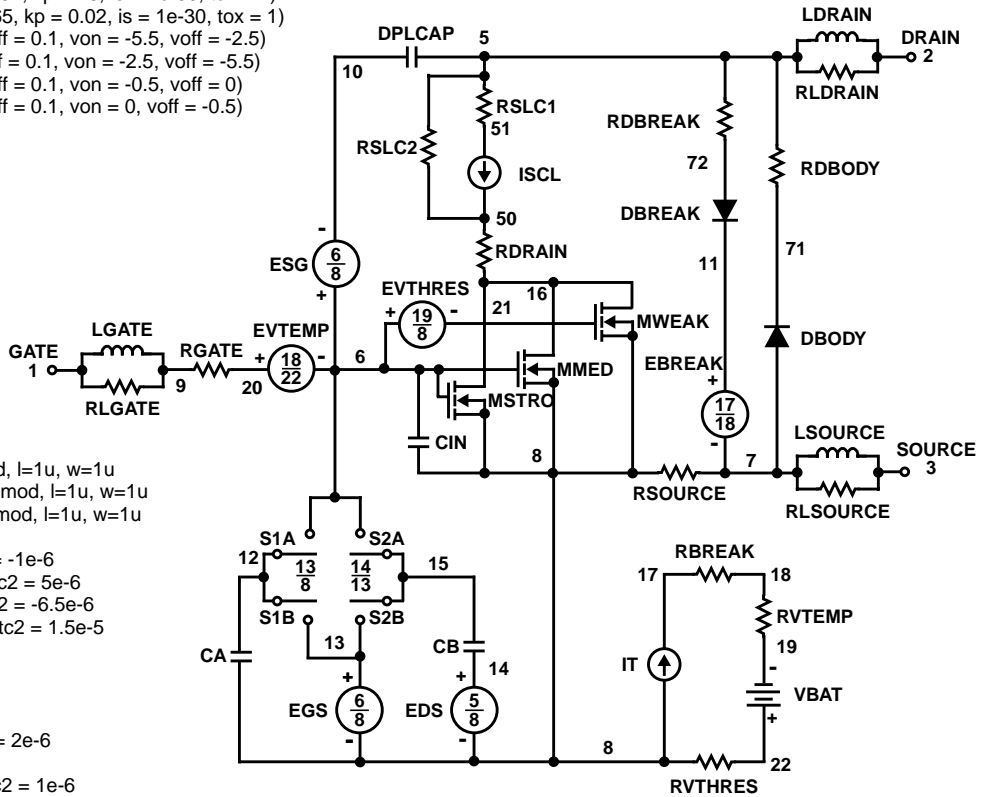 65, kp = 0.02, is = 1e-30, tox = 1)
ff = 0.1, von = -5.5, voff = -2.5)
f = 0.1, von = -2.5, voff = -5.5)
ff = 0.1, von = -0.5, voff = 0)
ff = 0.1, von = 0, voff = -0.5)
DPLCAP
5
10
LDRAIN
DRAIN
2
RLDRAIN
RSLC1
51
RSLC2
ISCL
50
RDBREAK
72
RDBODY
DBREAK
71
11
RDRAIN
-
ESG
6
8
+
EVTHRES
+
19
8
-
21
16
MWEAK
LGATE
GATE
1
RLGATE
9
RGATE
20
EVTEMP
+
18
22
-
6
MMED
MSTRO
DBODY
EBREAK
+
17
18
-
CIN
8
RSOURCE
7
LSOURCE
SOURCE
3
RLSOURCE
d, l=1u, w=1u
mod, l=1u, w=1u
mod, l=1u, w=1u
= -1e-6
c2 = 5e-6
2 = -6.5e-6
tc2 = 1.5e-5
= 2e-6
c2 = 1e-6
S1A
S2A
12
13
8
14
13
15
S1B
S2B
13
CA
CB
14
+
EGS
6
8
-
+
EDS
5
8
-
8
RBREAK
17
18
RVTEMP
19
IT
-
VBAT
+
22
RVTHRES